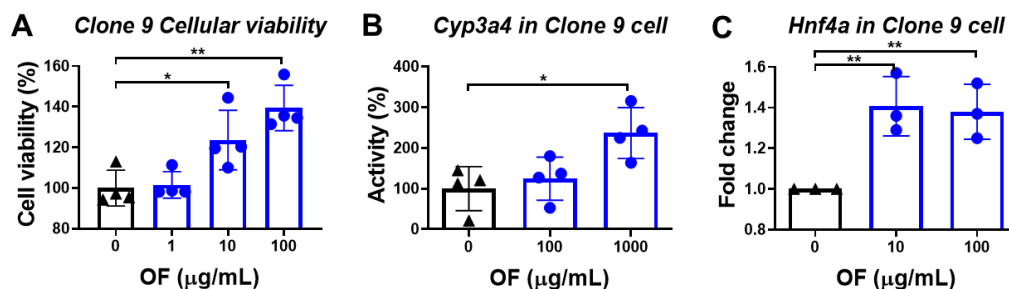 A
Clone 9 Cellular viability
**
*
Cell viability (%)
160
140
120
100
80
0 1 10 100
OF (μg/mL)
B
Cyp3a4 in Clone 9 cell
*
Activity (%)
400
300
200
100
0
0 100 1000
OF (μg/mL)
C
Hnf4a in Clone 9 cell
**
**
Fold change
1.6
1.4
1.2
1.0
0.8
0 10 100
OF (μg/mL)